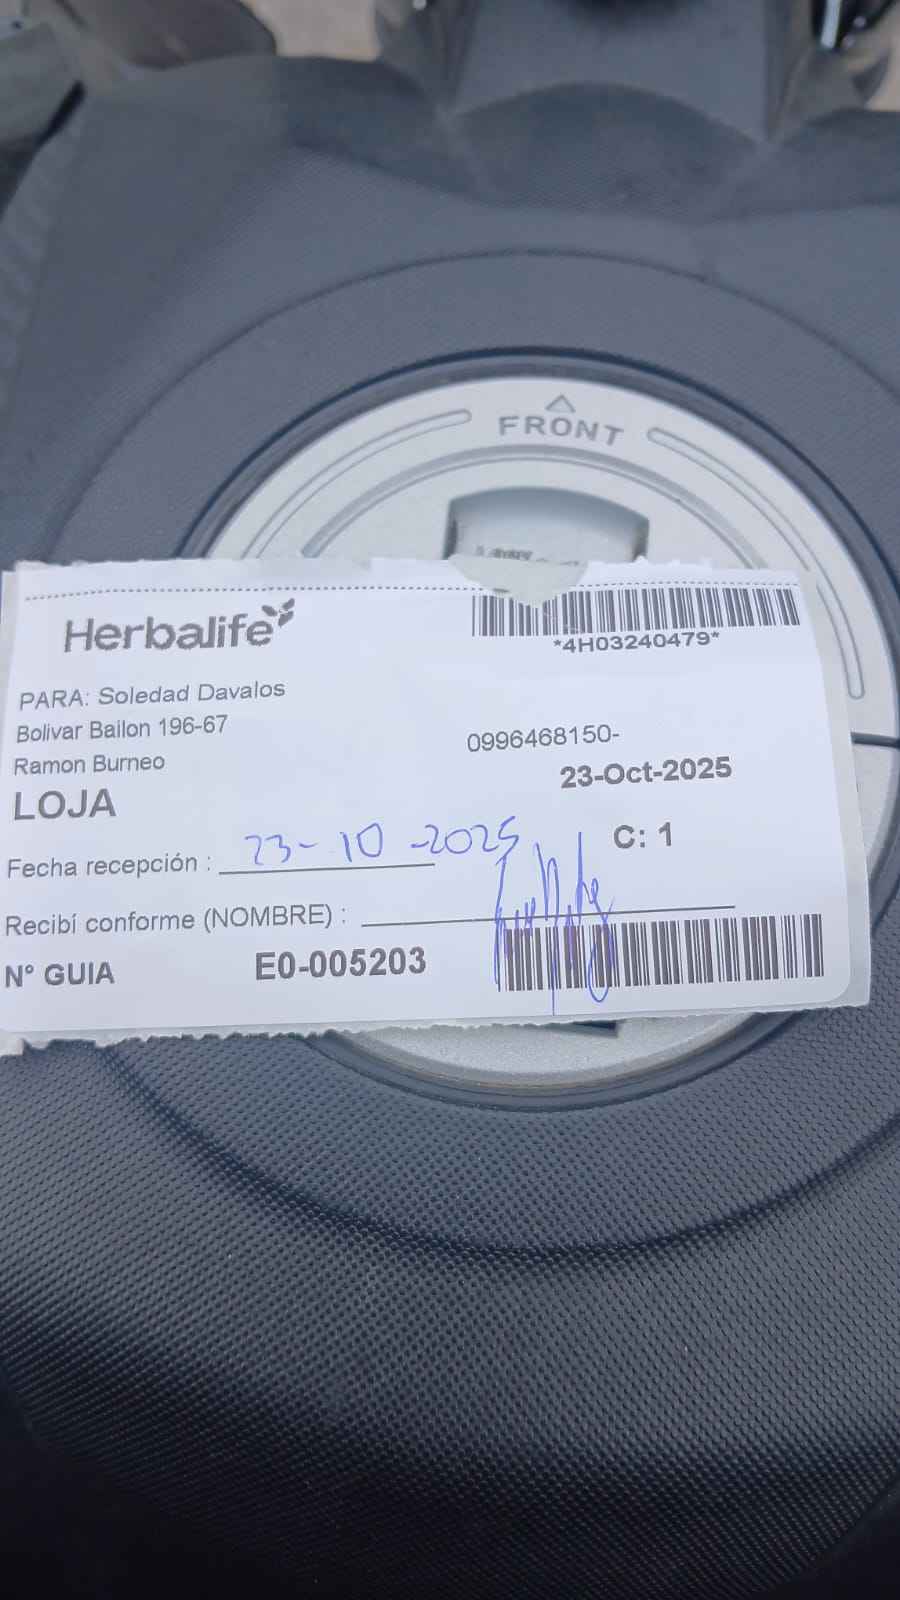 FRONT
Herbalife
*4H03240479*
PARA: Soledad Davalos
Bolivar Bailon 196-67
Ramon Burneo
0996468150-
LOJA
23-Oct-2025
C: 1
Fecha recepción : 23-10-2025
Recibí conforme (NOMBRE) :
N° GUIA E0-005203